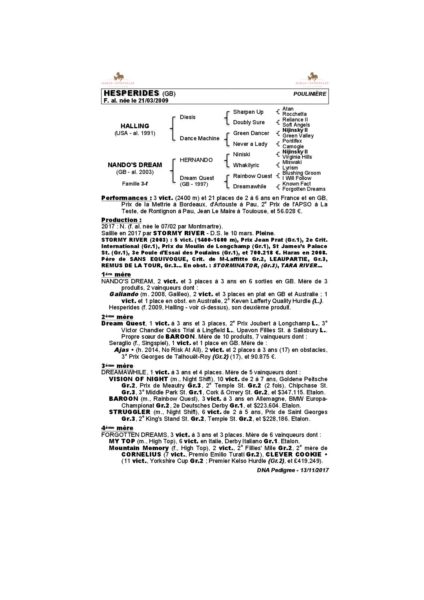 HESPERIDES (GB)
POULINIÈRE
F. al. née le 21/03/2009
HALLING
(USA - al. 1991)
Diesis
Sharpen Up
Atan
Rocchetta
Doubly Sure
Reliance II
Soft Angels
Dance Machine
Green Dancer
Nijinsky II
Green Valley
Never a Lady
Pontifex
Camogie
NANDO'S DREAM
(GB - al. 2003)
Famille 3-f
HERNANDO
Niniski
Nijinsky II
Virginia Hills
Whakilyric
Miswaki
Lyrism
Dream Quest
(GB - 1997)
Rainbow Quest
Blushing Groom
I Will Follow
Dreamawhile
Known Fact
Forgotten Dreams
Performances : 3 vict. (2400 m) et 21 places de 2 à 6 ans en France et en GB,
Prix de la Mettrie à Bordeaux, d'Artouste à Pau, 2e Prix de l'APSO à La
Teste, de Rontignon à Pau, Jean Le Maire à Toulouse, et 56.028 €.
Production :
2017 : N. (f. al. née le 07/02 par Montmartre).
Saillie en 2017 par STORMY RIVER - D.S. le 10 mars. Pleine.
STORMY RIVER (2003) : 5 vict. (1400-1600 m), Prix Jean Prat (Gr.1), 2e Crit.
International (Gr.1), Prix du Moulin de Longchamp (Gr.1), St James's Palace
St. (Gr.1), 3e Poule d'Essai des Poulains (Gr.1), et 700.218 €. Haras en 2008.
Père de SANS EQUIVOQUE, Crit. de M-Laffitte Gr.2, LEAUPARTIE, Gr.3,
REMUS DE LA TOUR, Gr.3... En obst. : STORMINATOR, (Gr.3), TARA RIVER...
1ère mère
NANDO'S DREAM, 2 vict. et 3 places à 3 ans en 6 sorties en GB. Mère de 3
produits, 2 vainqueurs dont :
Galiando (m. 2008, Galileo), 2 vict. et 3 places en plat en GB et Australie ; 1
vict. et 1 place en obst. en Australie, 2e Keven Lafferty Quality Hurdle (L.).
Hesperides (f. 2009, Halling - voir ci-dessus), son deuxième produit.
2ème mère
Dream Quest, 1 vict. à 3 ans et 3 places, 2e Prix Joubert à Longchamp L., 3e
Victor Chandler Oaks Trial à Lingfield L., Upavon Fillies St. à Salisbury L..
Propre sœur de BAROON. Mère de 10 produits, 7 vainqueurs dont :
Seraglio (f., Singspiel), 1 vict. et 1 place en GB. Mère de :
Ajas • (h. 2014, No Risk At All), 2 vict. et 2 places à 3 ans (17) en obstacles,
3e Prix Georges de Talhouët-Roy (Gr.2) (17), et 90.875 €.
3ème mère
DREAMAWHILE, 1 vict. à 3 ans et 4 places. Mère de 5 vainqueurs dont :
VISION OF NIGHT (m., Night Shift), 10 vict. de 2 à 7 ans, Goldene Peitsche
Gr.2, Prix de Meautry Gr.3, 2e Temple St. Gr.2 (2 fois), Chipchase St.
Gr.3, 3e Middle Park St. Gr.1, Cork & Orrery St. Gr.2, et $347.115. Etalon.
BAROON (m., Rainbow Quest), 3 vict. à 3 ans en Allemagne, BMW Europa-
Championat Gr.2, 2e Deutsches Derby Gr.1, et $223.604. Etalon.
STRUGGLER (m., Night Shift), 6 vict. de 2 à 5 ans, Prix de Saint Georges
Gr.3, 2e King's Stand St. Gr.2, Temple St. Gr.2, et $228.186. Etalon.
4ème mère
FORGOTTEN DREAMS, 3 vict. à 3 ans et 3 places. Mère de 6 vainqueurs dont :
MY TOP (m., High Top), 6 vict. en Italie, Derby Italiano Gr.1. Etalon.
Mountain Memory (f., High Top), 2 vict., 2e Fillies' Mile Gr.2, 2e mère de
CORNELIUS (7 vict., Premio Emilio Turati Gr.2), CLEVER COOKIE •
(11 vict., Yorkshire Cup Gr.2 ; Premier Kelso Hurdle (Gr.2), et £419,249).
DNA Pedigree - 13/11/2017